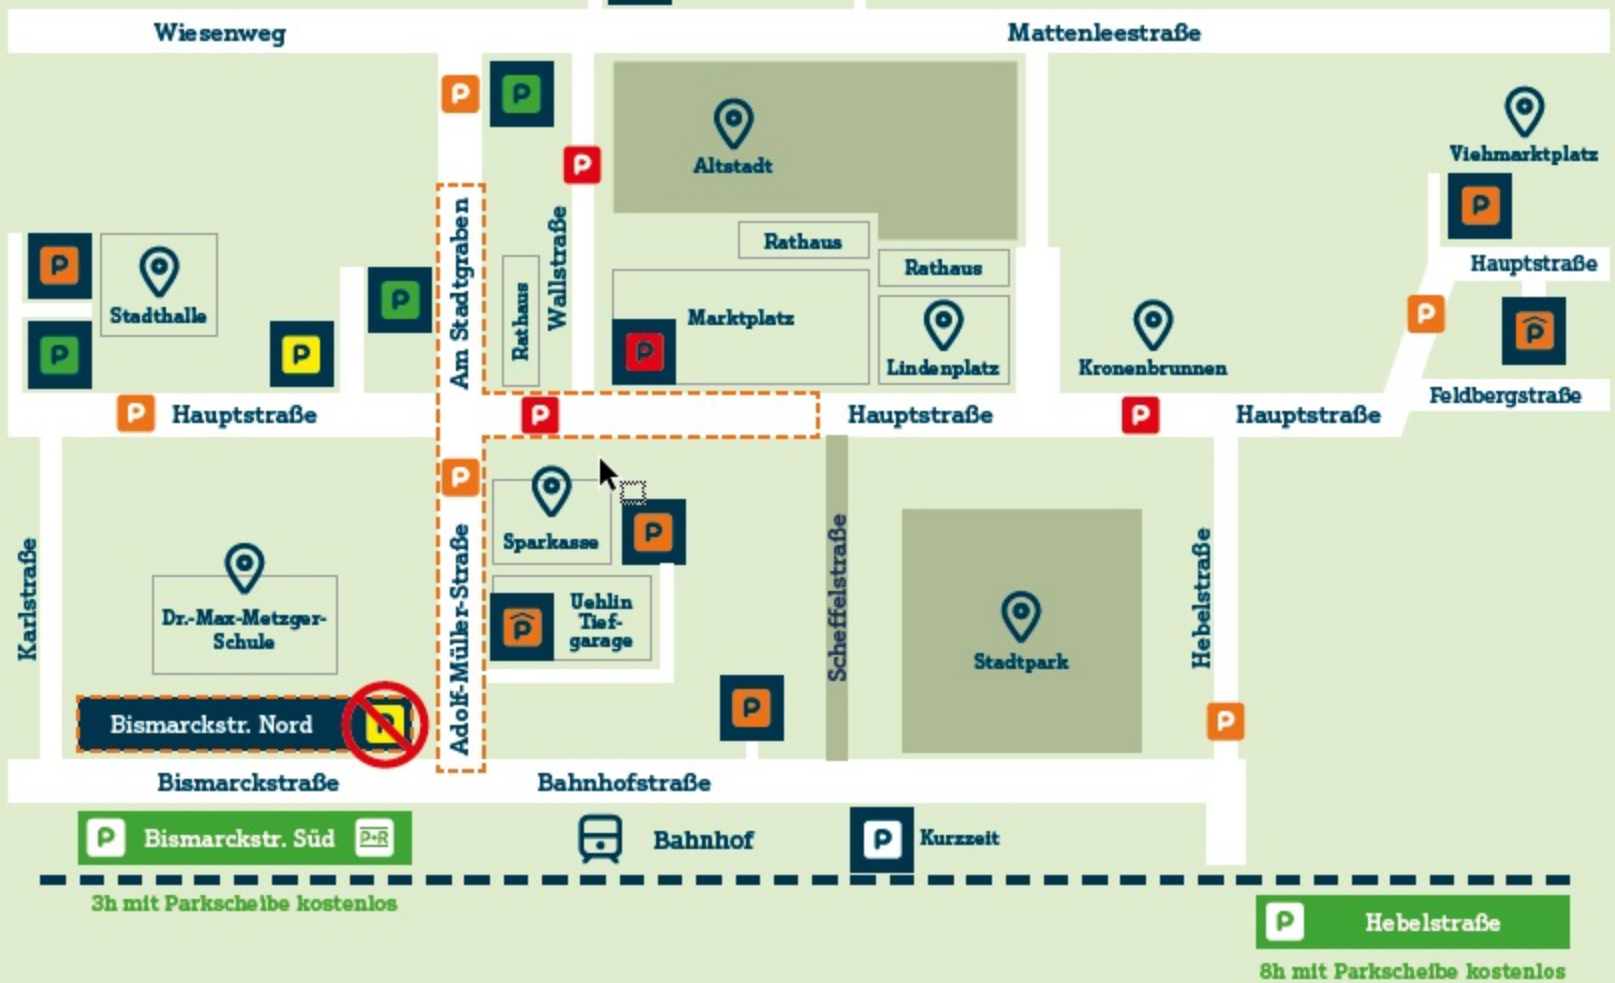 Wiesenweg
Mattenleestraße
P
P
P
Altstadt
Viehmarktplatz
P
Am Stadtgraben
Wallstraße
Rathaus
Rathaus
Rathaus
P
Stadthalle
P
P
P
Marktplatz
P
Lindenplatz
Kronenbrunnen
Hauptstraße
P
P
Feldbergstraße
P
Hauptstraße
P
Hauptstraße
P
Hauptstraße
P
Sparkasse
P
Karlstraße
Dr.-Max-Metzger-
Schule
Adolf-Müller-Straße
P
Uehlin
Tief-
garage
Scheffelstraße
Stadtpark
Hebelstraße
P
P
Bismarckstr. Nord
P
Bismarckstraße
Bahnhofstraße
P
Bismarckstr. Süd
P+R
Bahnhof
P
Kurzzeit
3h mit Parkscheibe kostenlos
P
Hebelstraße
8h mit Parkscheibe kostenlos